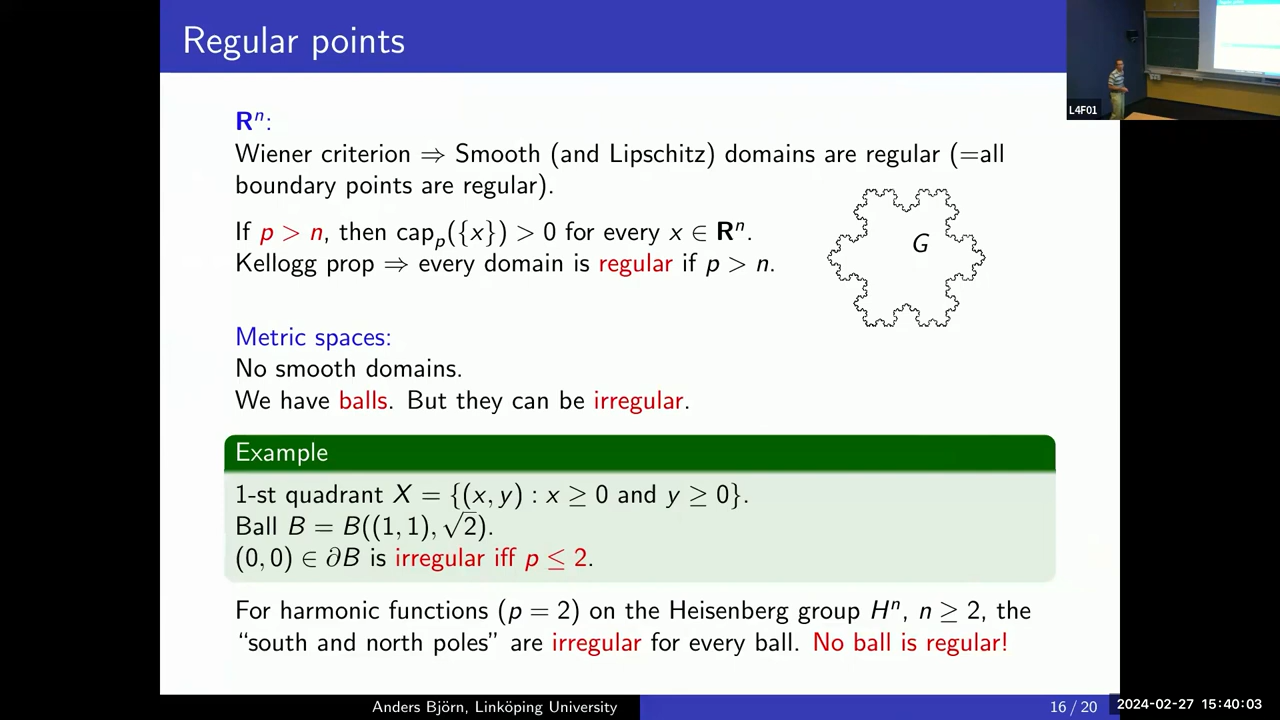 Regular points
L4F01
Rⁿ:
Wiener criterion ⇒ Smooth (and Lipschitz) domains are regular (=all
boundary points are regular).
If p > n, then capₚ({x}) > 0 for every x ∈ Rⁿ.
Kellogg prop ⇒ every domain is regular if p > n.
G
Metric spaces:
No smooth domains.
We have balls. But they can be irregular.
Example
1-st quadrant X = {(x, y) : x ≥ 0 and y ≥ 0}.
Ball B = B((1, 1), √2).
(0, 0) ∈ ∂B is irregular iff p ≤ 2.
For harmonic functions (p = 2) on the Heisenberg group Hⁿ, n ≥ 2, the
“south and north poles” are irregular for every ball. No ball is regular!
Anders Björn, Linköping University
16 / 20
2024-02-27 15:40:03